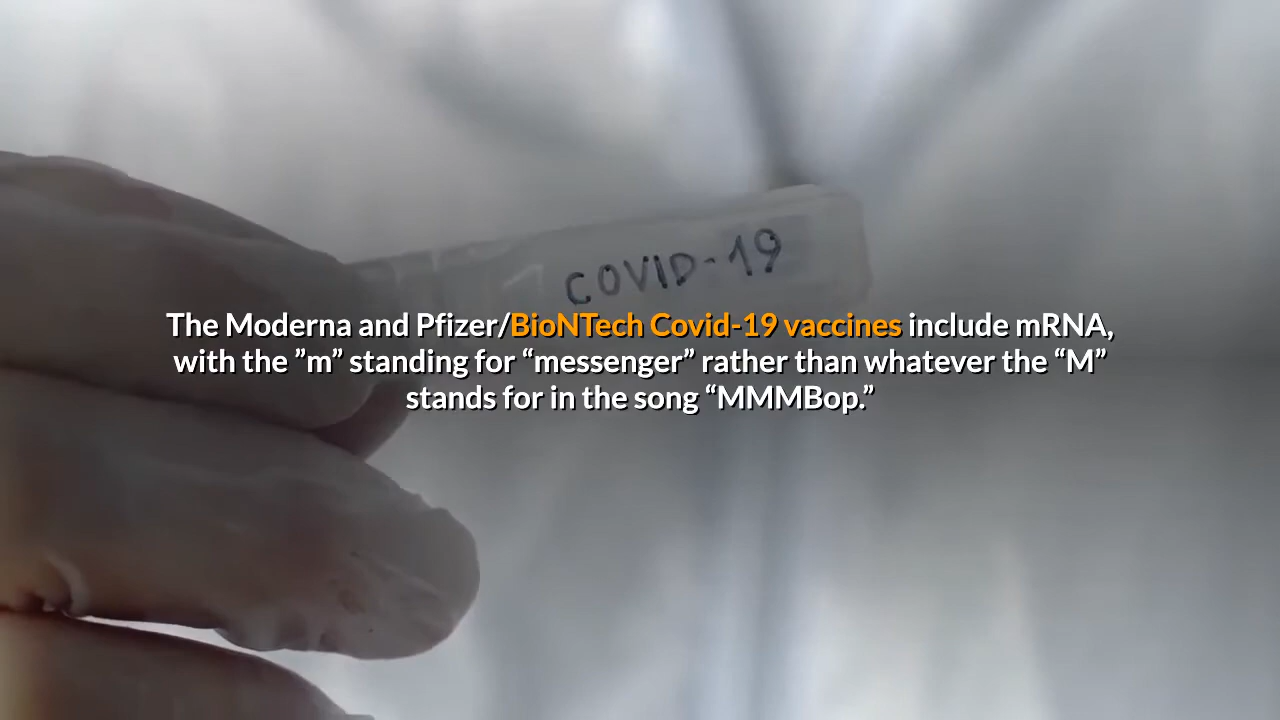 COVID-19
The Moderna and Pfizer/BioNTech Covid-19 vaccines include mRNA,
with the ”m” standing for “messenger” rather than whatever the “M”
stands for in the song “MMMBop.”